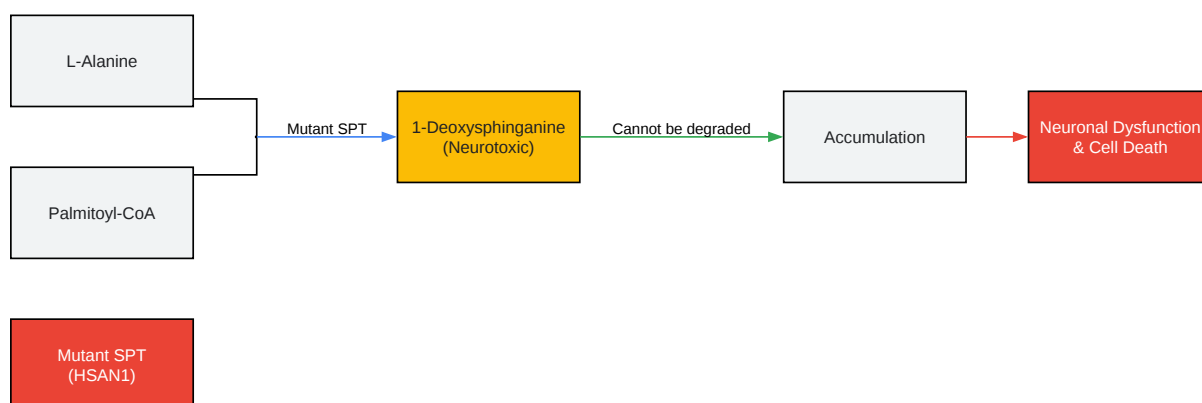 L-Alanine
Palmitoyl-CoA
Mutant SPT
(HSAN1)
Mutant SPT
1-Deoxysphinganine
(Neurotoxic)
Cannot be degraded
Accumulation
Neuronal Dysfunction
& Cell Death